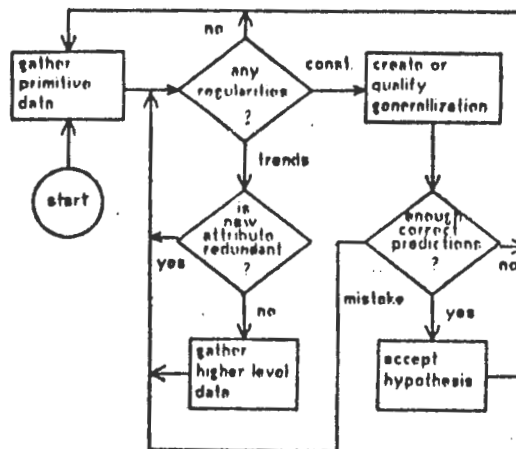 no
gather
primitive
data
any
regularities
?
const.
create or
qualify
generallization
start
trends
is
new
attribute
redundant
?
yes
no
enough
correct
predictions
?
no
mistake
yes
gather
higher level
data
accept
hypothesis